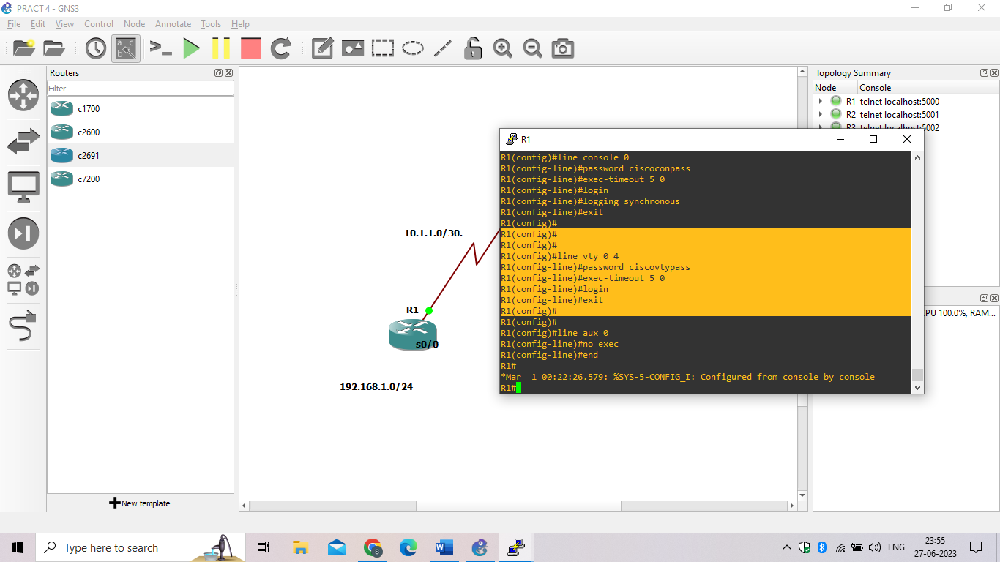 PRACT 4 - GNS3
File Edit View Control Node Annotate Tools Help
Routers
Filter
c1700
c2600
c2691
c7200
New template
10.1.1.0/30.
R1
s0/0
192.168.1.0/24
Topology Summary
Node Console
R1 telnet localhost:5000
R2 telnet localhost:5001
R3 telnet localhost:5002
CPU 100.0%, RAM...
R1
R1(config)#line console 0
R1(config-line)#password ciscoconpass
R1(config-line)#exec-timeout 5 0
R1(config-line)#login
R1(config-line)#logging synchronous
R1(config-line)#exit
R1(config)#
R1(config)#
R1(config)#
R1(config)#line vty 0 4
R1(config-line)#password ciscovtypass
R1(config-line)#exec-timeout 5 0
R1(config-line)#login
R1(config-line)#exit
R1(config)#
R1(config)#
R1(config)#line aux 0
R1(config-line)#no exec
R1(config-line)#end
R1#
*Mar  1 00:22:26.579: %SYS-5-CONFIG_I: Configured from console by console
R1#
Type here to search
ENG
23:55
27-06-2023